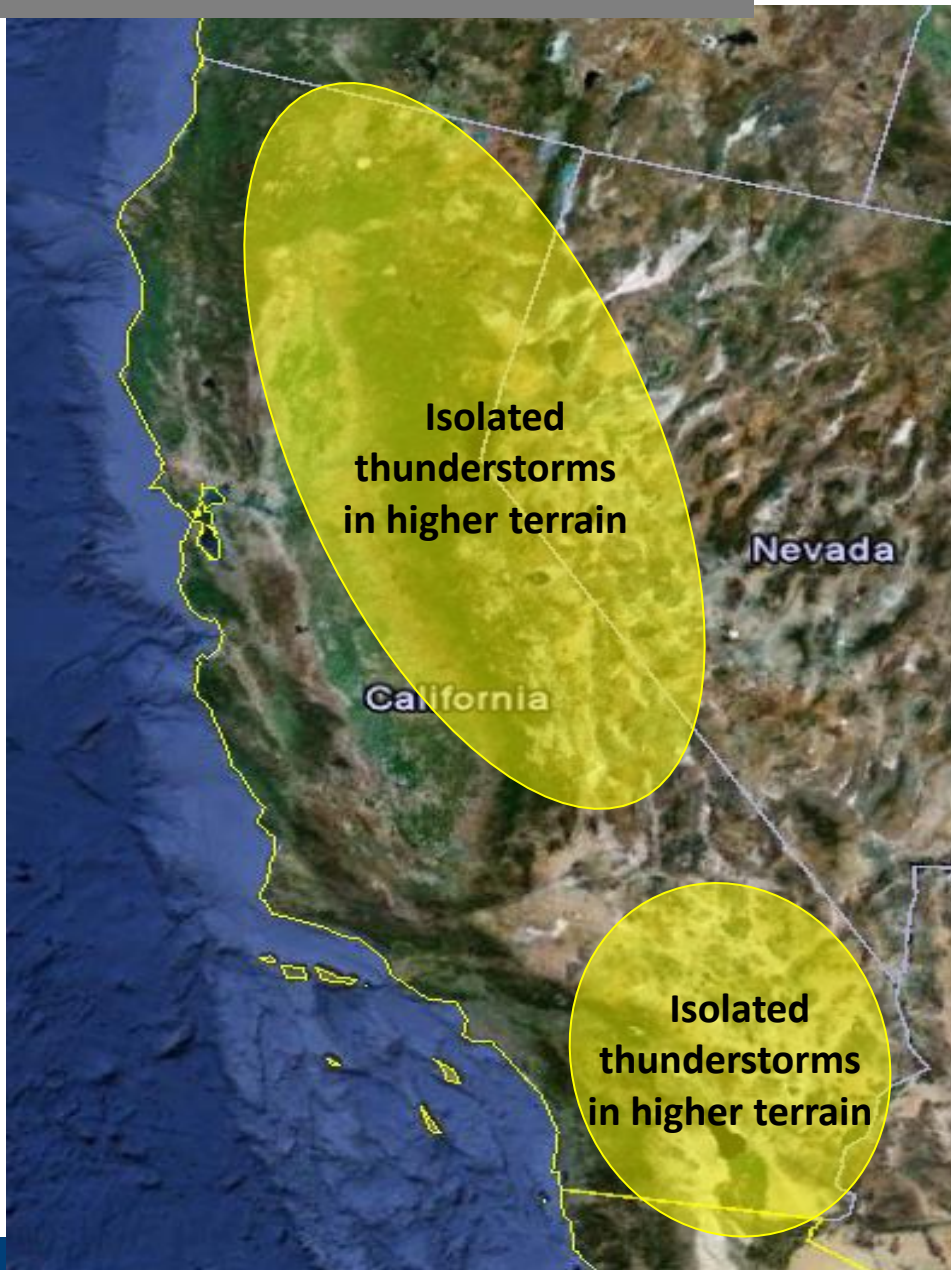 Isolated
thunderstorms
in higher terrain
Nevada
California
Isolated
thunderstorms
in higher terrain